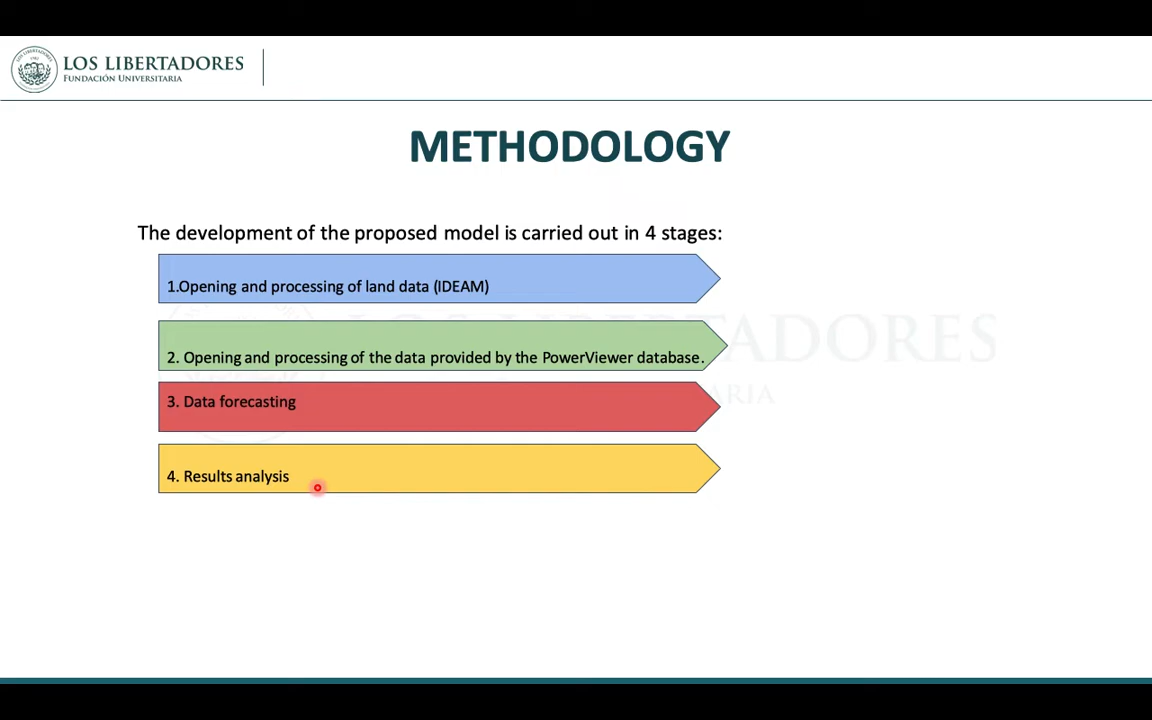 LOS LIBERTADORES
FUNDACIÓN UNIVERSITARIA
METHODOLOGY
The development of the proposed model is carried out in 4 stages:
1.Opening and processing of land data (IDEAM)
2. Opening and processing of the data provided by the PowerViewer database.
3. Data forecasting
4. Results analysis